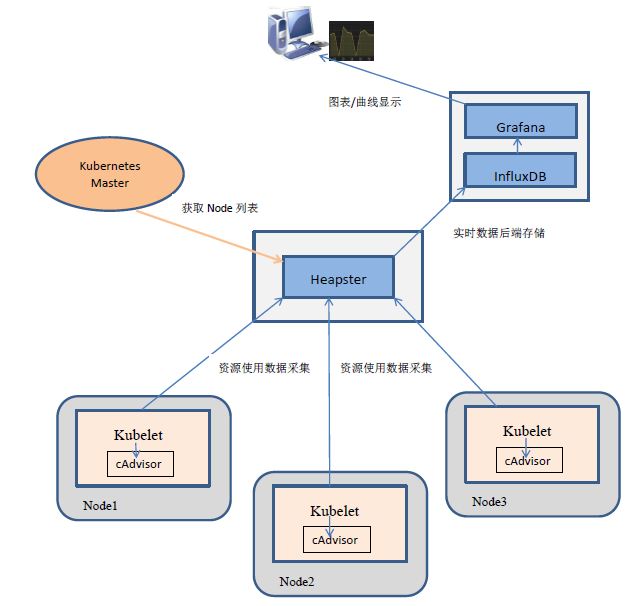 图表/曲线显示
Grafana
InfluxDB
Kubernetes
Master
获取 Node 列表
实时数据后端存储
Heapster
资源使用数据采集
资源使用数据采集
Kubelet
cAdvisor
Node1
Kubelet
cAdvisor
Node2
Kubelet
cAdvisor
Node3